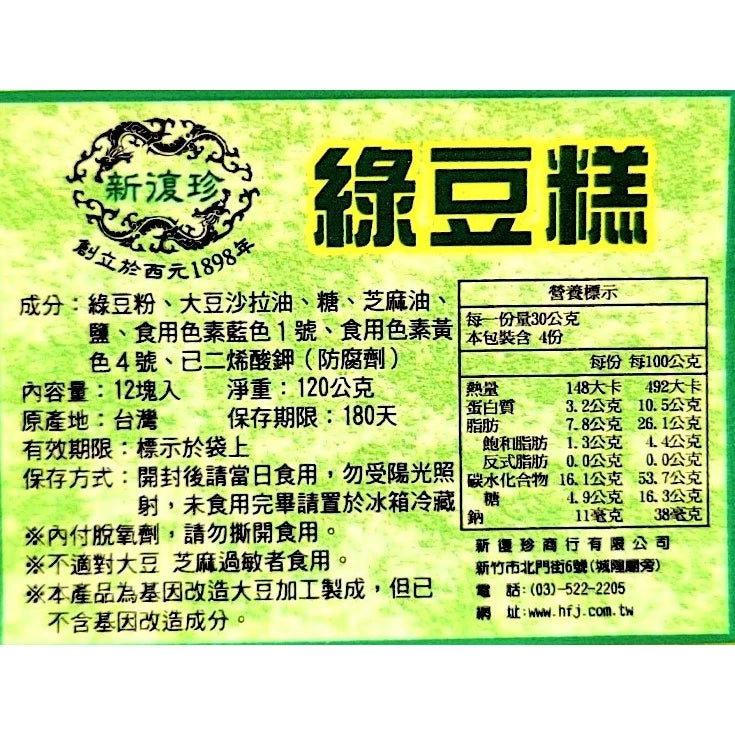 新復珍
創立於西元1898年
綠豆糕
成分：綠豆粉、大豆沙拉油、糖、芝麻油、
鹽、食用色素藍色1號、食用色素黃
色4號、己二烯酸鉀（防腐劑）
內容量：12塊入 淨重：120公克
原產地：台灣 保存期限：180天
有效期限：標示於袋上
保存方式：開封後請當日食用，勿受陽光照
射，未食用完畢請置於冰箱冷藏
※內付脫氧劑，請勿撕開食用。
※不適對大豆 芝麻過敏者食用。
※本產品為基因改造大豆加工製成，但已
不含基因改造成分。
營養標示
每一份量30公克
本包裝含 4份
每份 每100公克
熱量 148大卡 492大卡
蛋白質 3.2公克 10.5公克
脂肪 7.8公克 26.1公克
飽和脂肪 1.3公克 4.4公克
反式脂肪 0.0公克 0.0公克
碳水化合物 16.1公克 53.7公克
糖 4.9公克 16.3公克
鈉 11毫克 38毫克
新復珍商行有限公司
新竹市北門街6號(城隍廟旁)
電 話:(03)-522-2205
網 址:www.hfj.com.tw